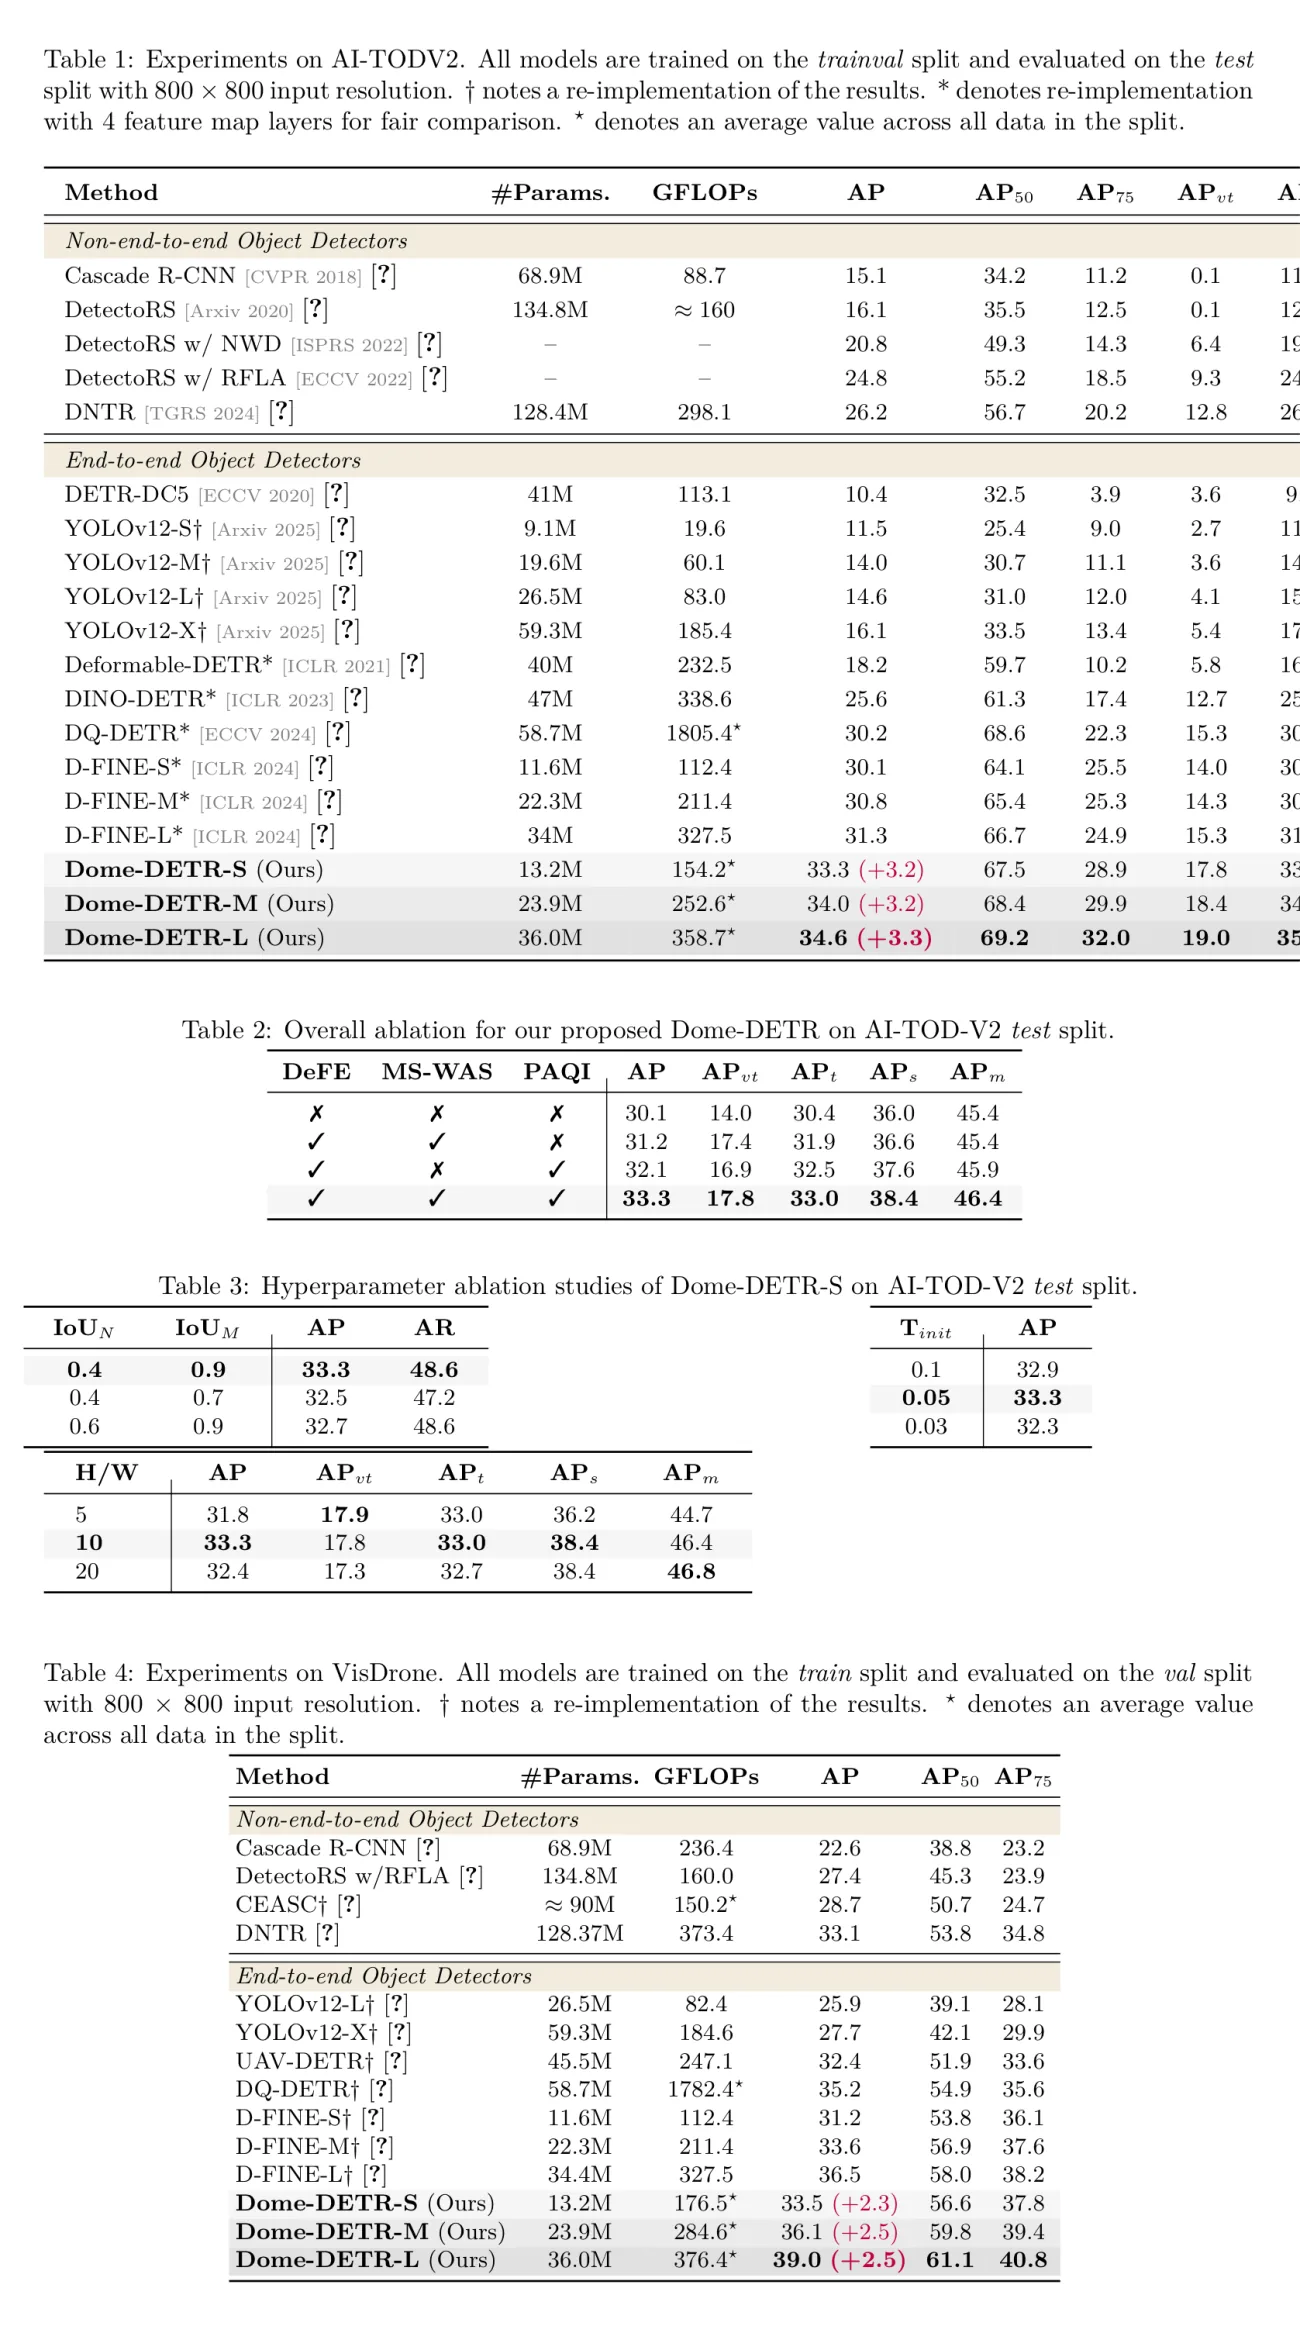 Table 1: Experiments on AI-TODV2. All models are trained on the trainval split and evaluated on the test
split with 800 × 800 input resolution. † notes a re-implementation of the results. * denotes re-implementation
with 4 feature map layers for fair comparison. ⋆ denotes an average value across all data in the split.
Method #Params. GFLOPs AP AP50 AP75 APvt
Non-end-to-end Object Detectors
Cascade R-CNN [CVPR 2018] [?] 68.9M 88.7 15.1 34.2 11.2 0.1 11
DetectoRS [Arxiv 2020] [?] 134.8M ≈ 160 16.1 35.5 12.5 0.1 12
DetectoRS w/ NWD [ISPRS 2022] [?] – – 20.8 49.3 14.3 6.4 19
DetectoRS w/ RFLA [ECCV 2022] [?] – – 24.8 55.2 18.5 9.3 24
DNTR [TGRS 2024] [?] 128.4M 298.1 26.2 56.7 20.2 12.8 26
End-to-end Object Detectors
DETR-DC5 [ECCV 2020] [?] 41M 113.1 10.4 32.5 3.9 3.6 9
YOLOv12-S† [Arxiv 2025] [?] 9.1M 19.6 11.5 25.4 9.0 2.7 11
YOLOv12-M† [Arxiv 2025] [?] 19.6M 60.1 14.0 30.7 11.1 3.6 14
YOLOv12-L† [Arxiv 2025] [?] 26.5M 83.0 14.6 31.0 12.0 4.1 15
YOLOv12-X† [Arxiv 2025] [?] 59.3M 185.4 16.1 33.5 13.4 5.4 17
Deformable-DETR* [ICLR 2021] [?] 40M 232.5 18.2 59.7 10.2 5.8 16
DINO-DETR* [ICLR 2023] [?] 47M 338.6 25.6 61.3 17.4 12.7 25
DQ-DETR* [ECCV 2024] [?] 58.7M 1805.4⋆ 30.2 68.6 22.3 15.3 30
D-FINE-S* [ICLR 2024] [?] 11.6M 112.4 30.1 64.1 25.5 14.0 30
D-FINE-M* [ICLR 2024] [?] 22.3M 211.4 30.8 65.4 25.3 14.3 30
D-FINE-L* [ICLR 2024] [?] 34M 327.5 31.3 66.7 24.9 15.3 31
Dome-DETR-S (Ours) 13.2M 154.2⋆ 33.3 (+3.2) 67.5 28.9 17.8 33
Dome-DETR-M (Ours) 23.9M 252.6⋆ 34.0 (+3.2) 68.4 29.9 18.4 34
Dome-DETR-L (Ours) 36.0M 358.7⋆ 34.6 (+3.3) 69.2 32.0 19.0 35
Table 2: Overall ablation for our proposed Dome-DETR on AI-TOD-V2 test split.
DeFE MS-WAS PAQI AP APvt APt APs APm
✗ ✗ ✗ 30.1 14.0 30.4 36.0 45.4
✓ ✓ ✗ 31.2 17.4 31.9 36.6 45.4
✓ ✗ ✓ 32.1 16.9 32.5 37.6 45.9
✓ ✓ ✓ 33.3 17.8 33.0 38.4 46.4
Table 3: Hyperparameter ablation studies of Dome-DETR-S on AI-TOD-V2 test split.
IoUN IoUM AP AR
0.4 0.9 33.3 48.6
0.4 0.7 32.5 47.2
0.6 0.9 32.7 48.6
Tinit AP
0.1 32.9
0.05 33.3
0.03 32.3
H/W AP APvt APt APs APm
5 31.8 17.9 33.0 36.2 44.7
10 33.3 17.8 33.0 38.4 46.4
20 32.4 17.3 32.7 38.4 46.8
Table 4: Experiments on VisDrone. All models are trained on the train split and evaluated on the val split
with 800 × 800 input resolution. † notes a re-implementation of the results. ⋆ denotes an average value
across all data in the split.
Method #Params. GFLOPs AP AP50 AP75
Non-end-to-end Object Detectors
Cascade R-CNN [?] 68.9M 236.4 22.6 38.8 23.2
DetectoRS w/RFLA [?] 134.8M 160.0 27.4 45.3 23.9
CEASC† [?] ≈ 90M 150.2⋆ 28.7 50.7 24.7
DNTR [?] 128.37M 373.4 33.1 53.8 34.8
End-to-end Object Detectors
YOLOv12-L† [?] 26.5M 82.4 25.9 39.1 28.1
YOLOv12-X† [?] 59.3M 184.6 27.7 42.1 29.9
UAV-DETR† [?] 45.5M 247.1 32.4 51.9 33.6
DQ-DETR† [?] 58.7M 1782.4⋆ 35.2 54.9 35.6
D-FINE-S† [?] 11.6M 112.4 31.2 53.8 36.1
D-FINE-M† [?] 22.3M 211.4 33.6 56.9 37.6
D-FINE-L† [?] 34.4M 327.5 36.5 58.0 38.2
Dome-DETR-S (Ours) 13.2M 176.5⋆ 33.5 (+2.3) 56.6 37.8
Dome-DETR-M (Ours) 23.9M 284.6⋆ 36.1 (+2.5) 59.8 39.4
Dome-DETR-L (Ours) 36.0M 376.4⋆ 39.0 (+2.5) 61.1 40.8